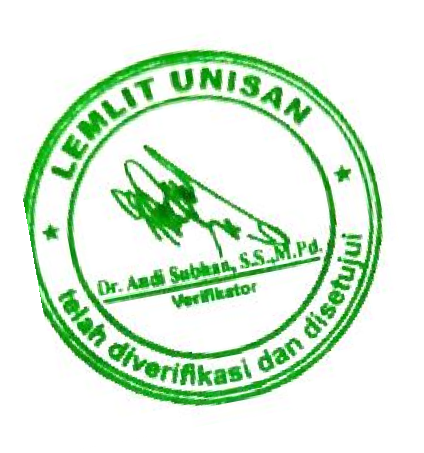 LEMLIT UNISAN
Dr. Andi Subhan, S.S.,M.Pd.
Verifikator
telah diverifikasi dan disetujui